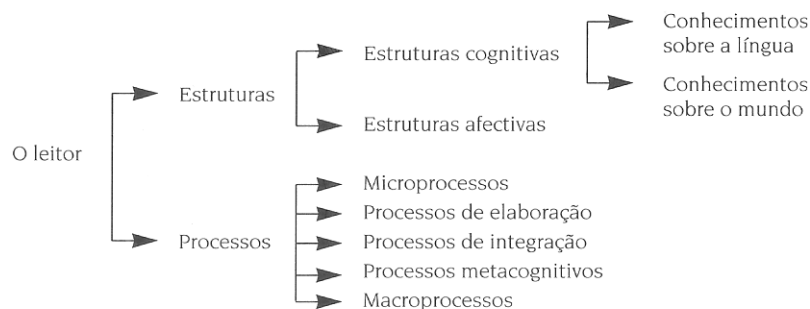 O leitor
Estruturas
Estruturas cognitivas
Conhecimentos
sobre a língua
Conhecimentos
sobre o mundo
Estruturas afectivas
Processos
Microprocessos
Processos de elaboração
Processos de integração
Processos metacognitivos
Macroprocessos